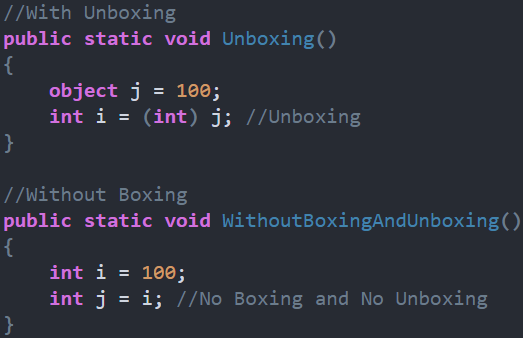 //With Unboxing
public static void Unboxing()
{
    object j = 100;
    int i = (int) j; //Unboxing
}

//Without Boxing
public static void WithoutBoxingAndUnboxing()
{
    int i = 100;
    int j = i; //No Boxing and No Unboxing
}